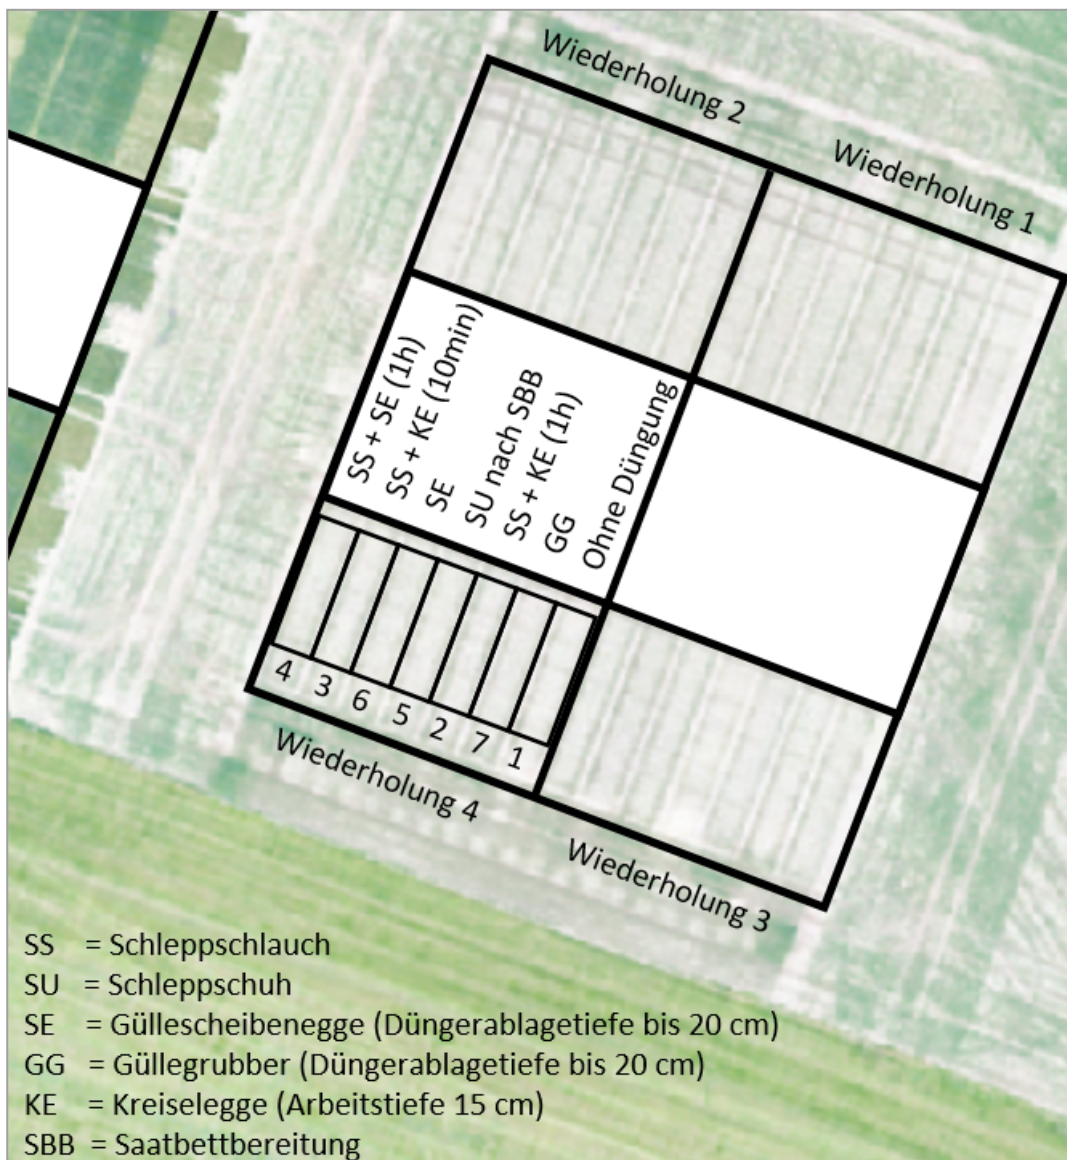 Wiederholung 2
Wiederholung 1
SS + SE (1h)
SS + KE (10min)
SE
SU nach SBB
SS + KE (1h)
GG
Ohne Düngung
4
3
6
5
2
7
1
Wiederholung 4
Wiederholung 3
SS = Schleppschlauch
SU = Schleppschuh
SE = Güllescheibenegge (Düngerablagetiefe bis 20 cm)
GG = Güllegrubber (Düngerablagetiefe bis 20 cm)
KE = Kreiselegge (Arbeitstiefe 15 cm)
SBB = Saatbettbereitung